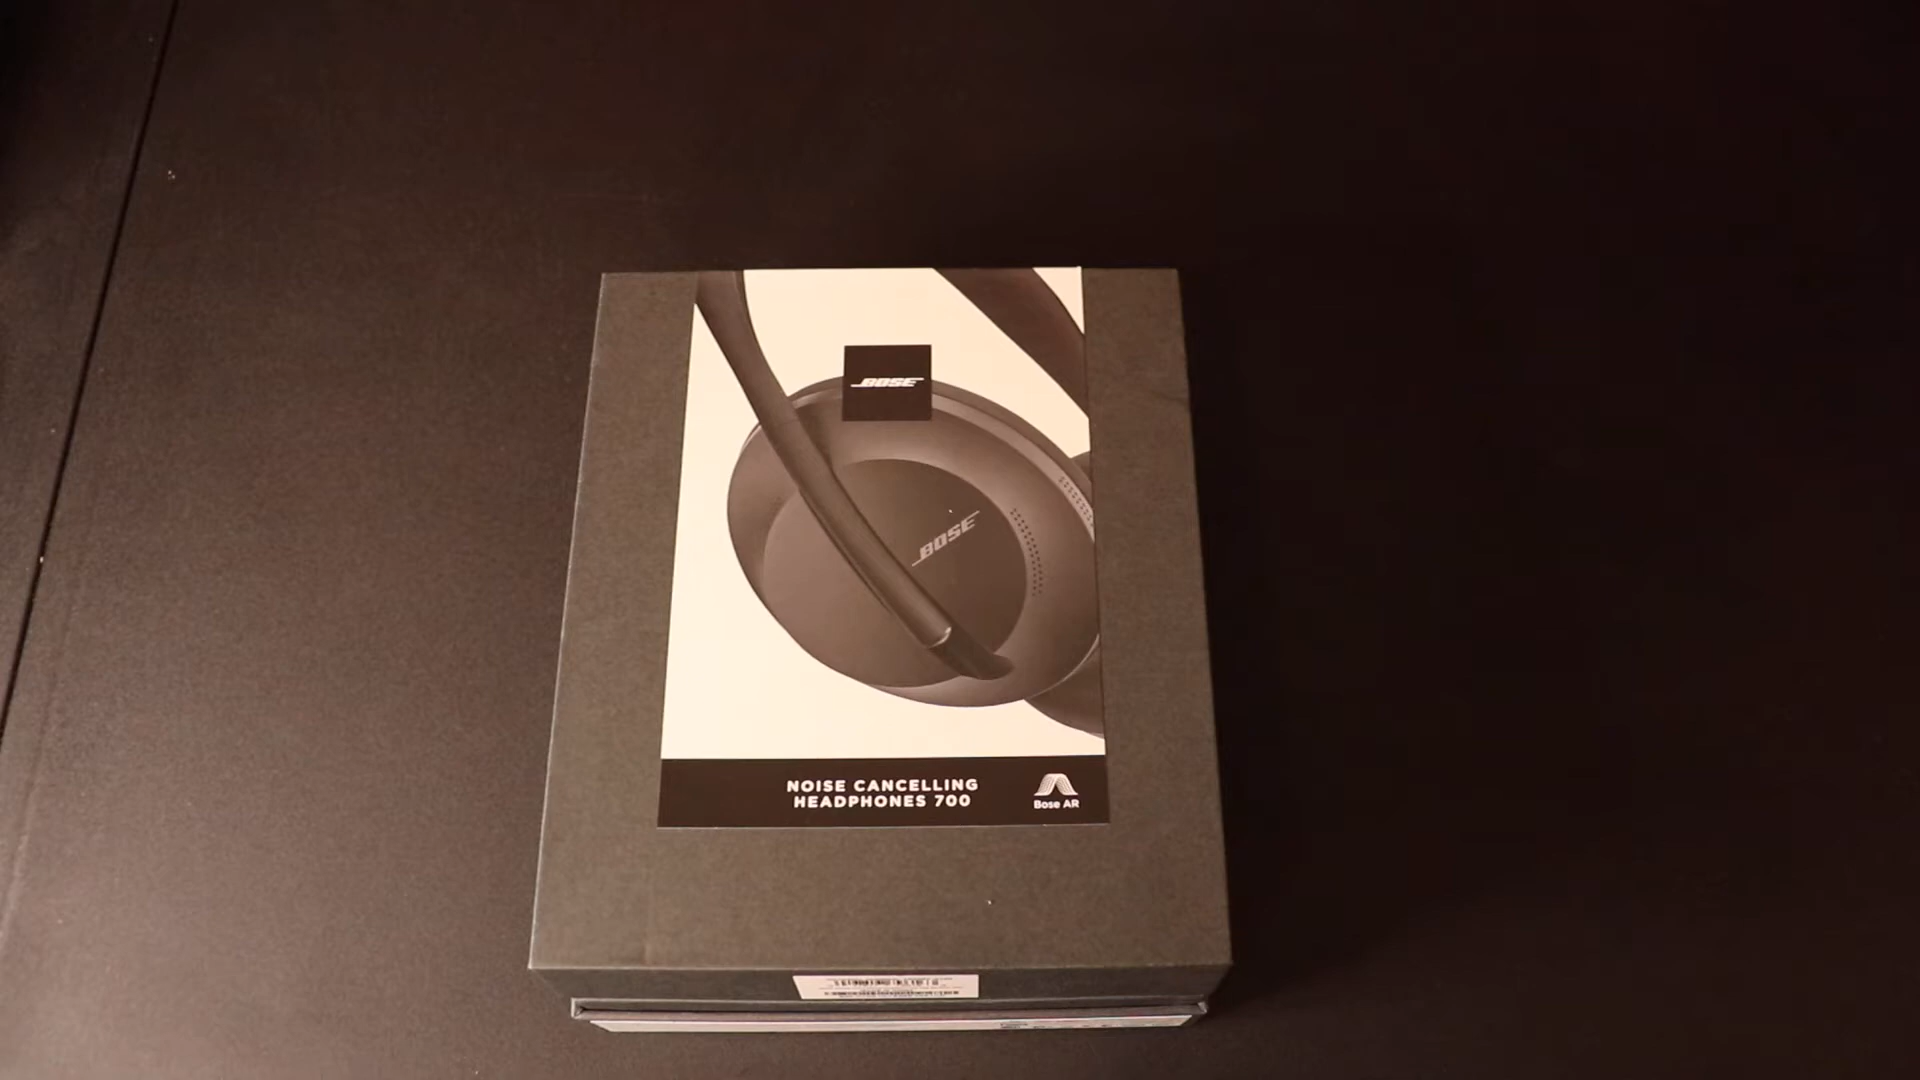 BOSE
BOSE
NOISE CANCELLING
HEADPHONES 700
Bose AR